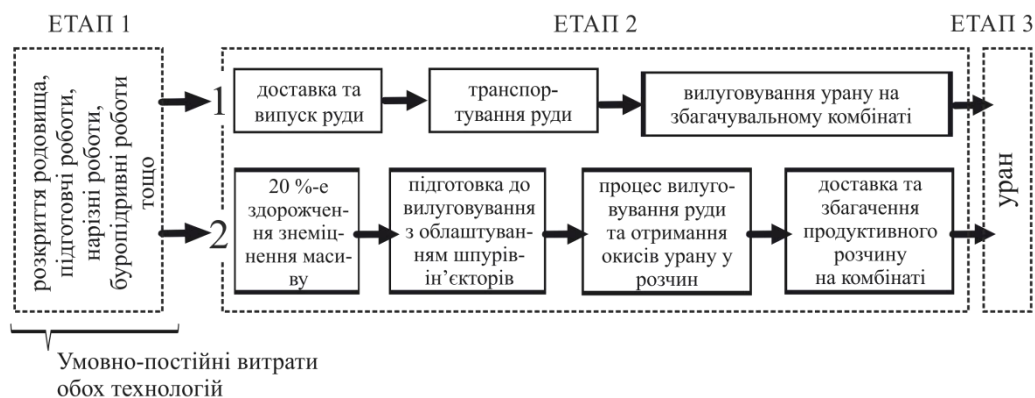 ЕТАП 1
ЕТАП 2
ЕТАП 3
розкриття родовища,
підготовчі роботи,
нарізні роботи,
буропідривні роботи
тощо
1
доставка та
випуск руди
транспор-
тування руди
вилуговування урану на
збагачувальному комбінаті
2
20 %-е
здорожчен-
ня знеміц-
нення маси-
ву
підготовка до
вилуговування
з облаштуван-
ням шпурів-
ін’єкторів
процес вилуго-
вування руди
та отримання
окисів урану у
розчин
доставка та
збагачення
продуктивного
розчину
на комбінаті
уран
Умовно-постійні витрати
обох технологій